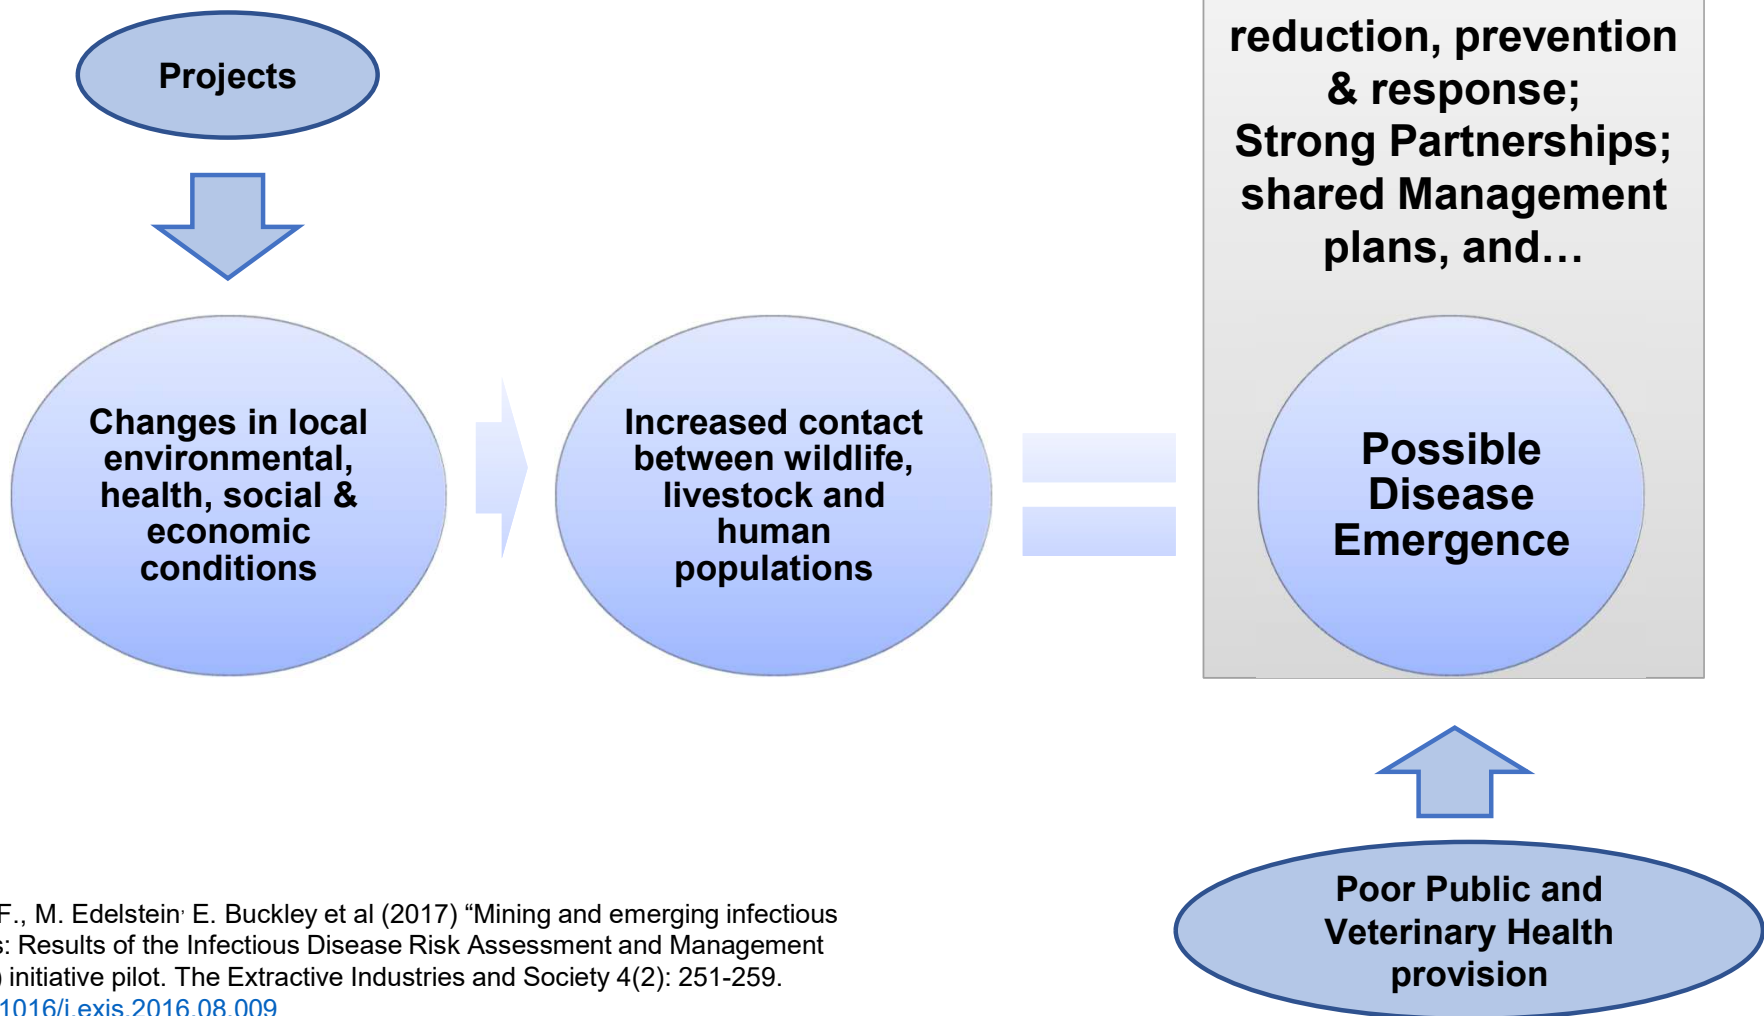 Projects
reduction, prevention
& response;
Strong Partnerships;
shared Management
plans, and…
Changes in local
environmental,
health, social &
economic
conditions
Increased contact
between wildlife,
livestock and
human
populations
Possible
Disease
Emergence
Poor Public and
Veterinary Health
provision
F., M. Edelstein, E. Buckley et al (2017) “Mining and emerging infectious
s: Results of the Infectious Disease Risk Assessment and Management
) initiative pilot. The Extractive Industries and Society 4(2): 251-259.
1016/j.exis.2016.08.009